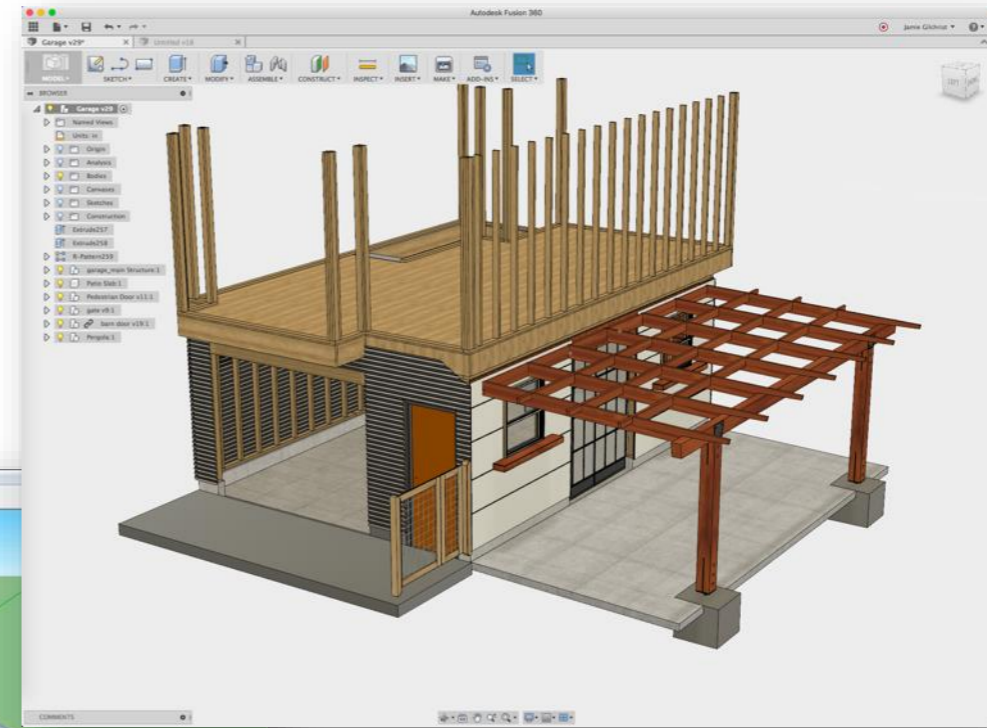 Autodesk Fusion 360
Jamie Gilchrist
Garage v29*
Untitled v18
MODEL
SKETCH
CREATE
MODIFY
ASSEMBLE
CONSTRUCT
INSPECT
INSERT
MAKE
ADD-INS
SELECT
BROWSER
Garage v29
Named Views
Units: in
Origin
Analysis
Bodies
Canvases
Sketches
Construction
Extrude257
Extrude258
R-Pattern259
garage_main Structure:1
Patio Slab:1
Pedestrian Door v11:1
gate v9:1
barn door v19:1
Pergola:1
LEFT
COMMENTS